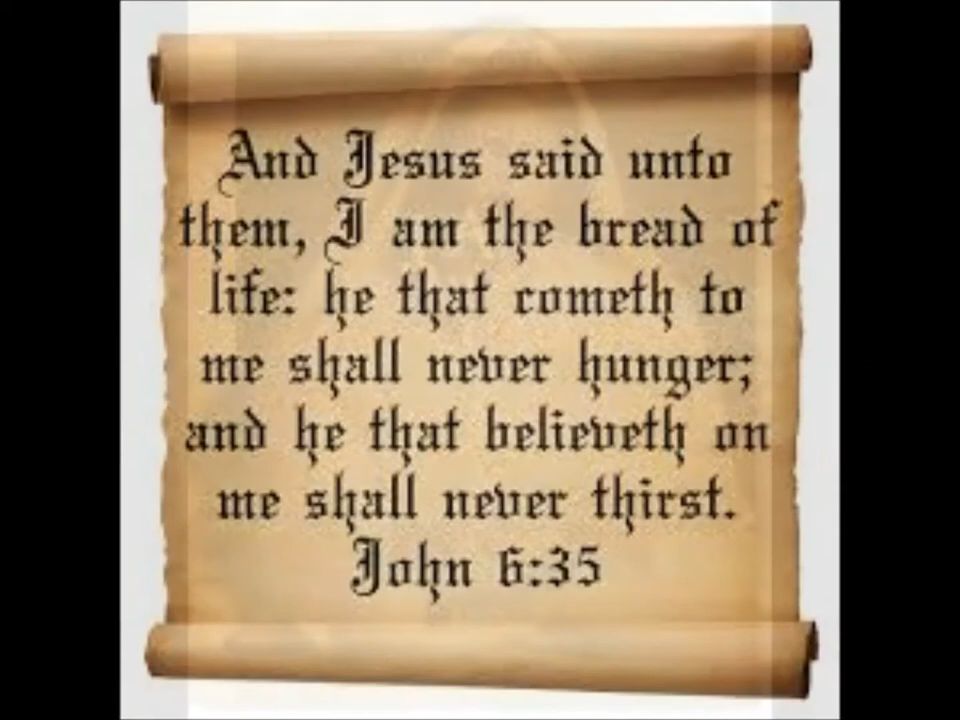 And Jesus said unto
them, I am the bread of
life: he that cometh to
me shall never hunger;
and he that believeth on
me shall never thirst.
John 6:35